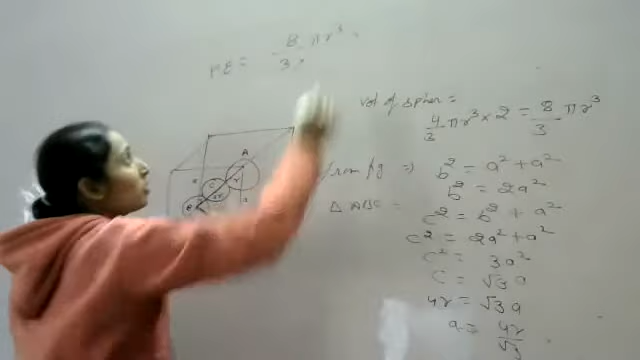 P.E = 8/3 πr³
vol of spher =
4/3 πr³ × 2 = 8/3 πr³
from fig ⇒ b² = a² + a²
b² = 2a²
Δ ABC = c² = b² + a²
c² = 2a² + a²
c² = 3a²
c = √3 a
4r = √3 a
a = 4r/√3
A
C
B